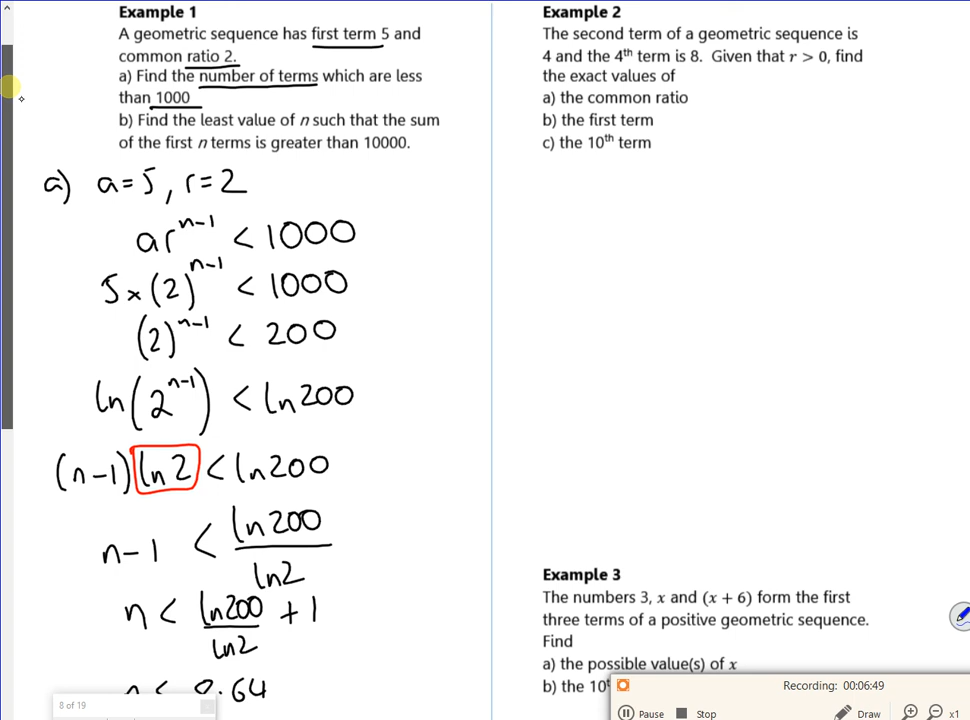 Example 1
A geometric sequence has first term 5 and
common ratio 2.
a) Find the number of terms which are less
than 1000
b) Find the least value of n such that the sum
of the first n terms is greater than 10000.
a) a = 5 , r = 2
ar^(n-1) < 1000
5 × (2)^(n-1) < 1000
(2)^(n-1) < 200
ln(2^(n-1)) < ln200
(n-1) ln 2 < ln200
n-1 < ln200 / ln2
n < ln200 / ln2 + 1
Example 2
The second term of a geometric sequence is
4 and the 4th term is 8. Given that r > 0, find
the exact values of
a) the common ratio
b) the first term
c) the 10th term
Example 3
The numbers 3, x and (x + 6) form the first
three terms of a positive geometric sequence.
Find
a) the possible value(s) of x
b) the 10
8 of 19
Recording: 00:06:49
Pause
Stop
Draw
x1